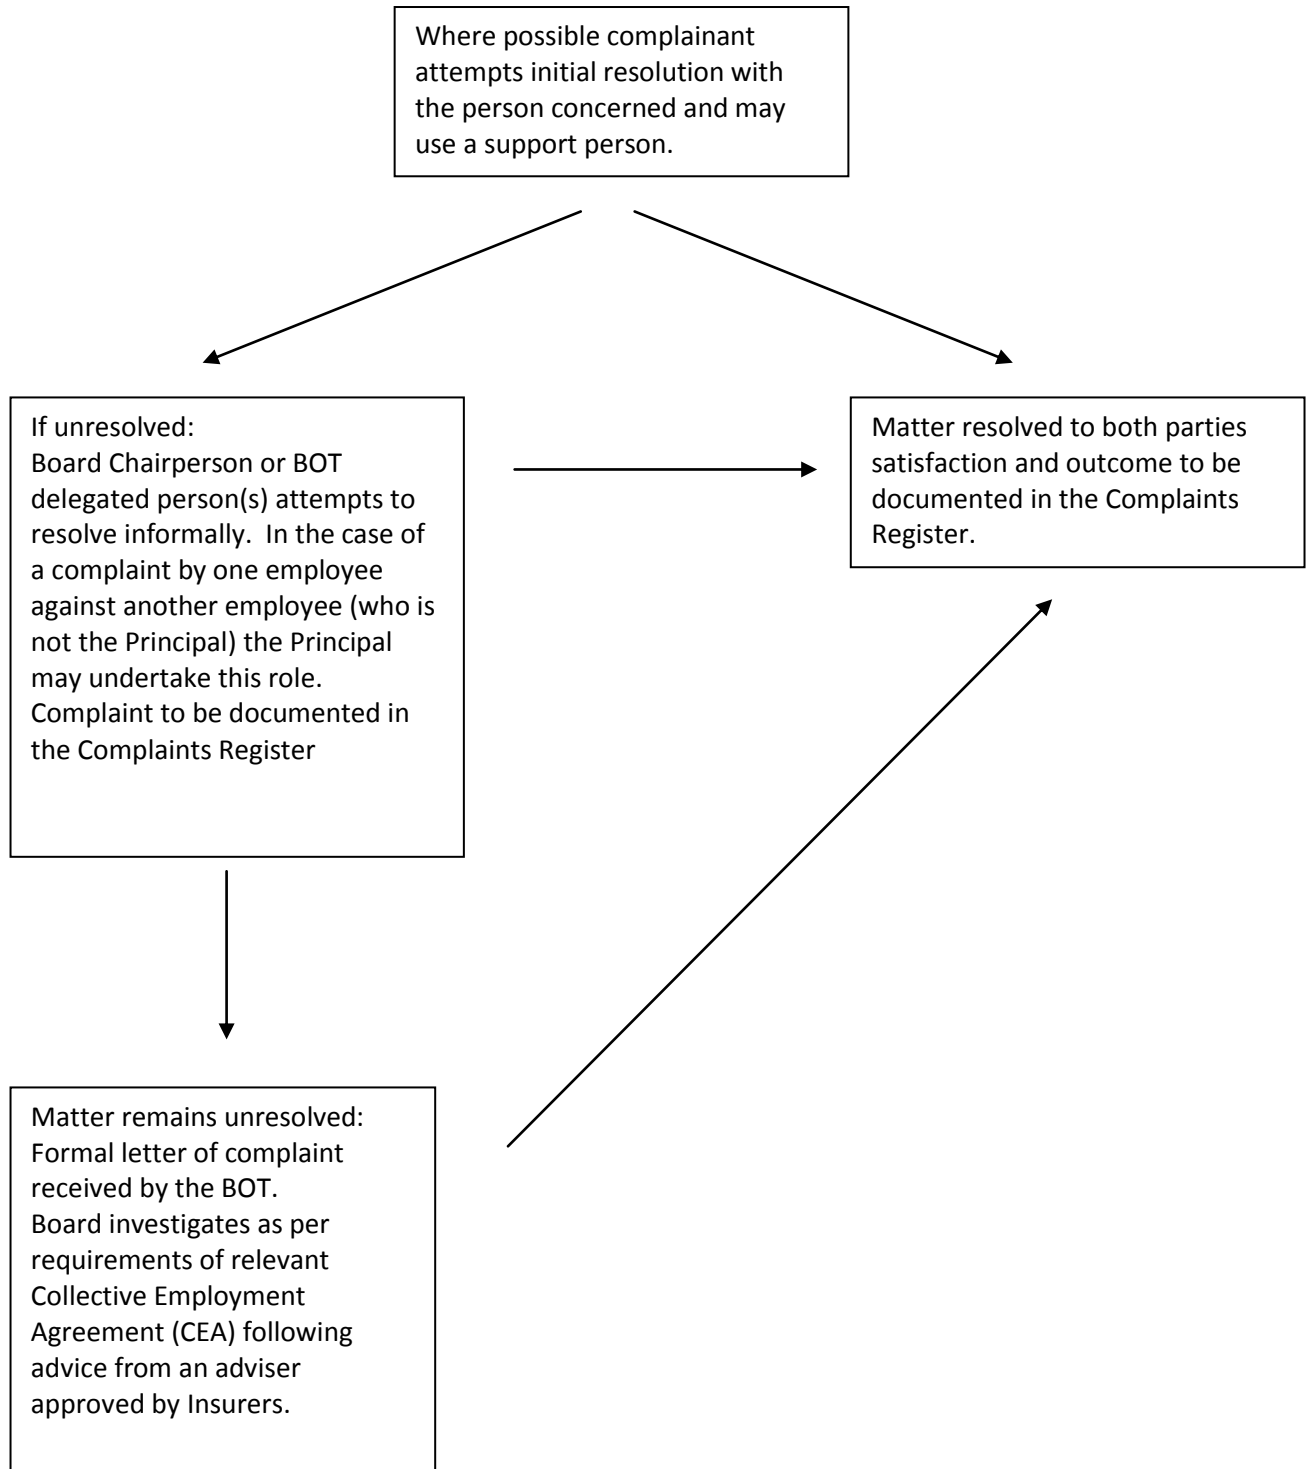 Where possible complainant
attempts initial resolution with
the person concerned and may
use a support person.
If unresolved:
Board Chairperson or BOT
delegated person(s) attempts to
resolve informally.  In the case of
a complaint by one employee
against another employee (who is
not the Principal) the Principal
may undertake this role.
Complaint to be documented in
the Complaints Register
Matter resolved to both parties
satisfaction and outcome to be
documented in the Complaints
Register.
Matter remains unresolved:
Formal letter of complaint
received by the BOT.
Board investigates as per
requirements of relevant
Collective Employment
Agreement (CEA) following
advice from an adviser
approved by Insurers.